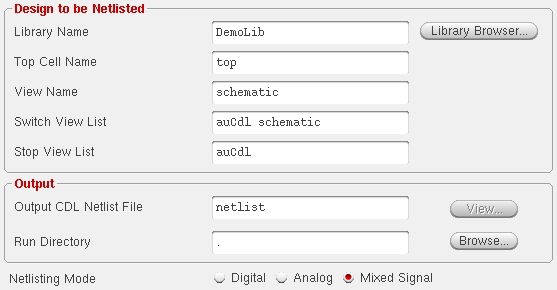 Design to be Netlisted
Library Name DemoLib Library Browser...
Top Cell Name top
View Name schematic
Switch View List auCdl schematic
Stop View List auCdl
Output
Output CDL Netlist File netlist View...
Run Directory . Browse...
Netlisting Mode Digital Analog Mixed Signal